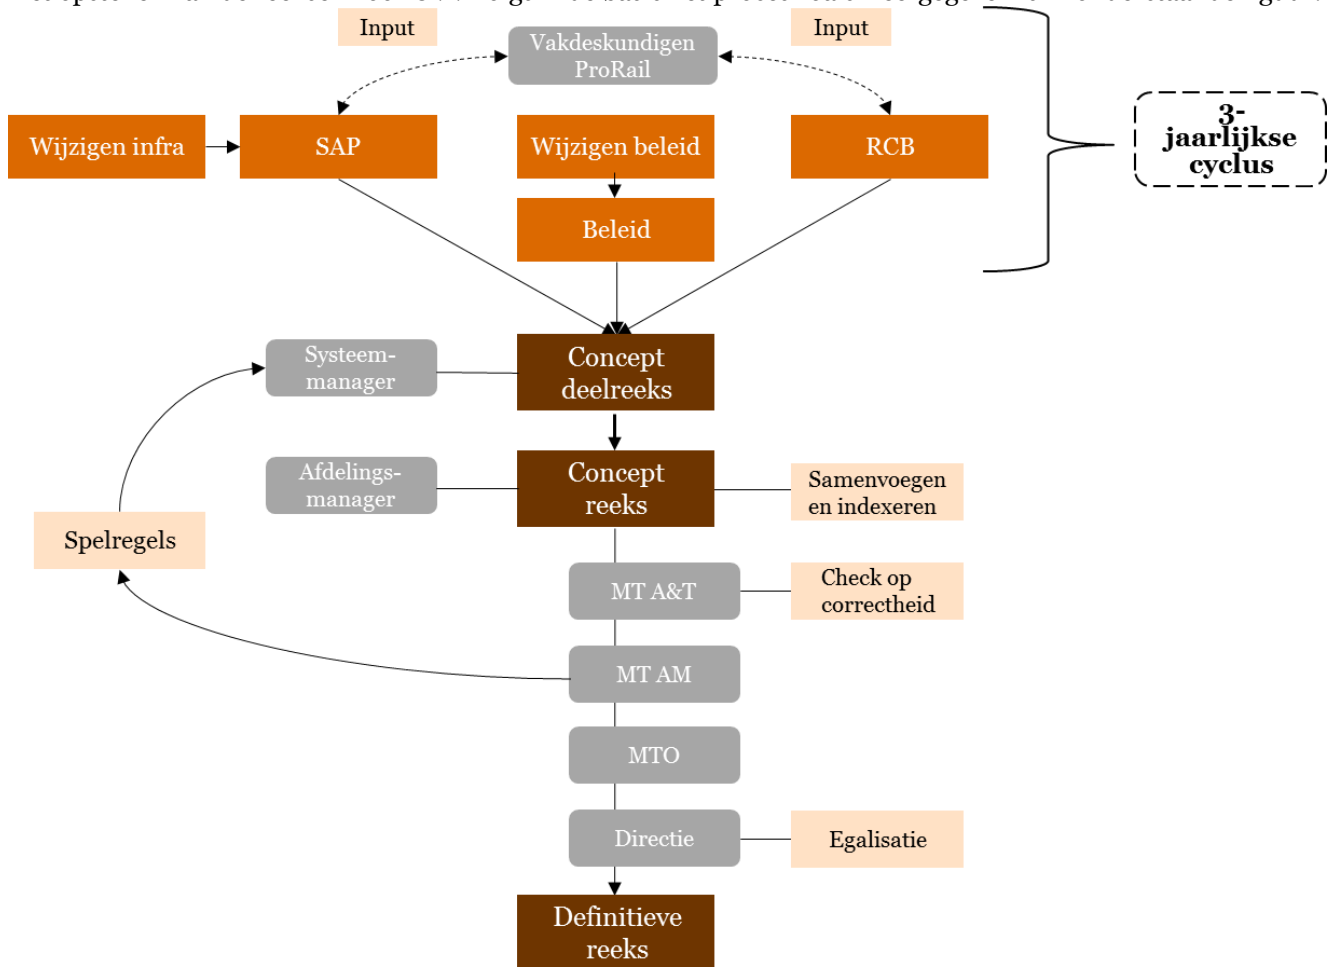 Input
Vakdeskundigen
ProRail
Input
3-
jaarlijkse
cyclus
Wijzigen infra
SAP
Wijzigen beleid
RCB
Beleid
Systeem-
manager
Concept
deelreeks
Afdelings-
manager
Concept
reeks
Samenvoegen
en indexeren
Spelregels
MT A&T
Check op
correctheid
MT AM
MTO
Directie
Egalisatie
Definitieve
reeks